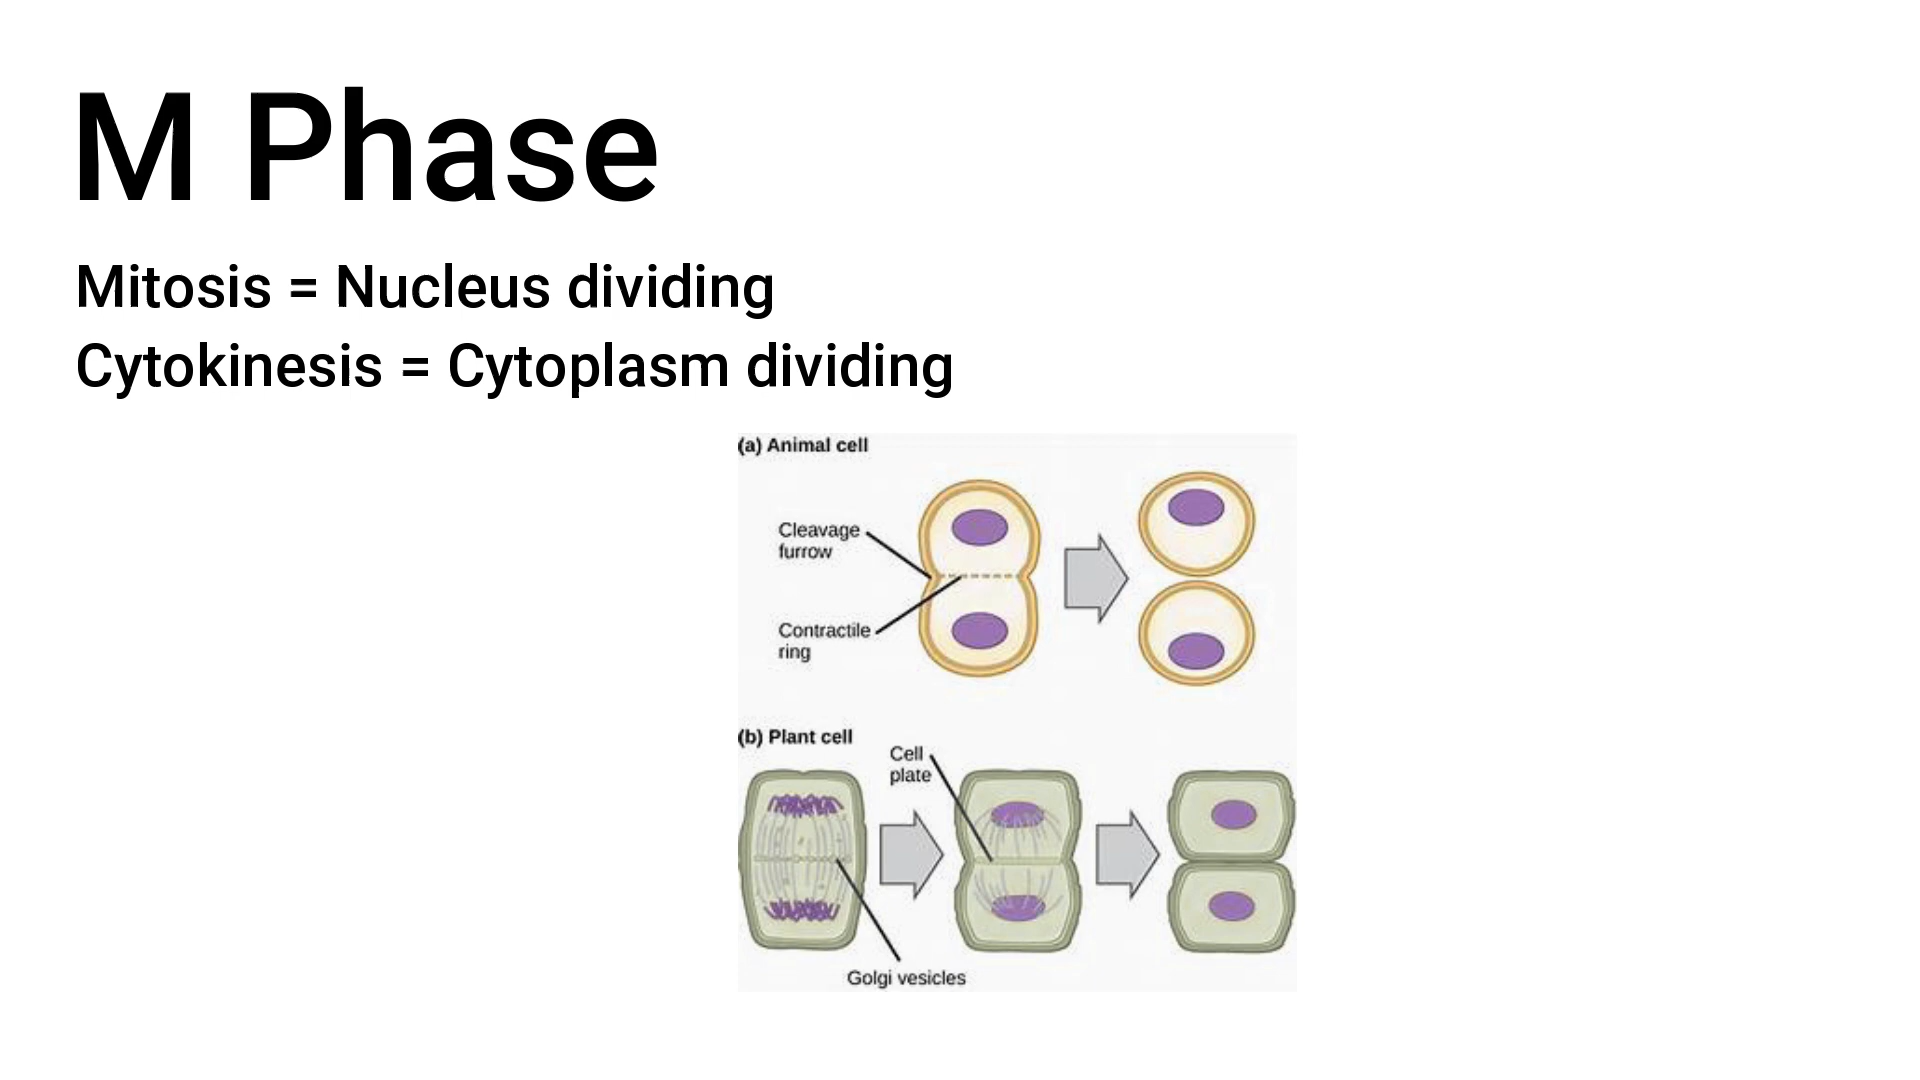 M Phase
Mitosis = Nucleus dividing
Cytokinesis = Cytoplasm dividing
(a) Animal cell
Cleavage
furrow
Contractile
ring
(b) Plant cell
Cell
plate
Golgi vesicles